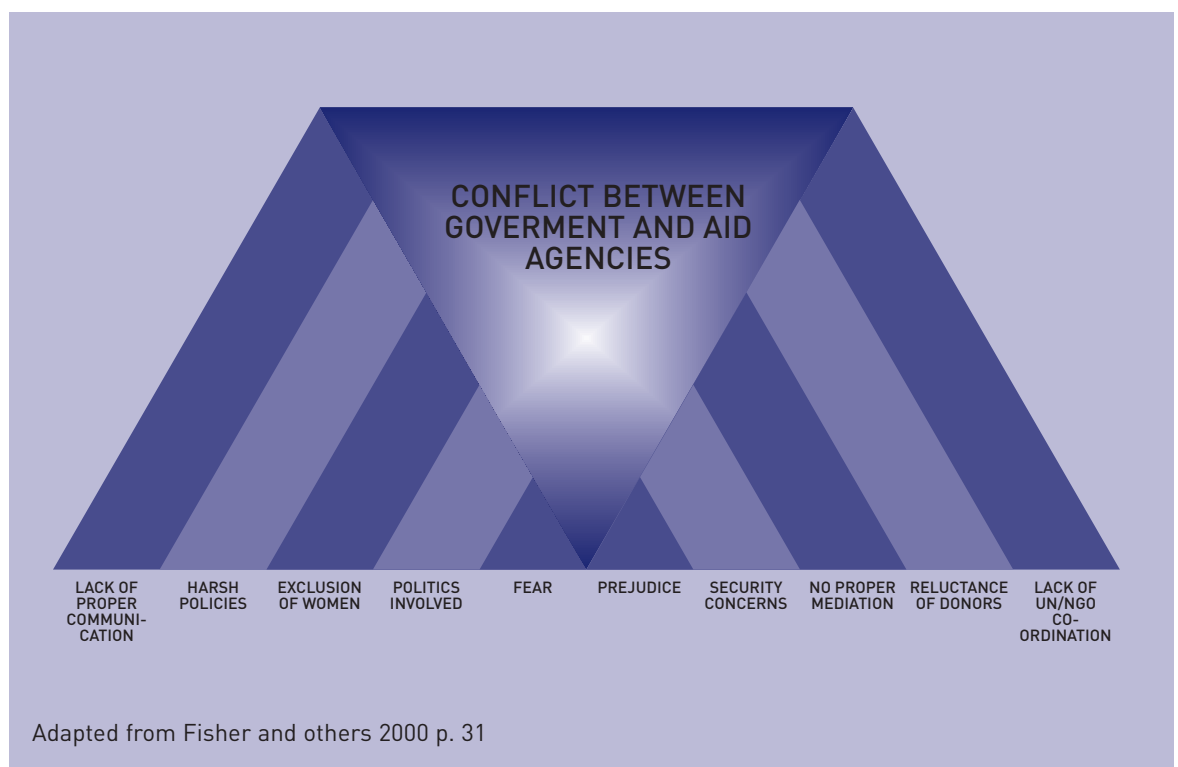 CONFLICT BETWEEN
GOVERMENT AND AID
AGENCIES
LACK OF
PROPER
COMMUNI-
CATION
HARSH
POLICIES
EXCLUSION
OF WOMEN
POLITICS
INVOLVED
FEAR
PREJUDICE
SECURITY
CONCERNS
NO PROPER
MEDIATION
RELUCTANCE
OF DONORS
LACK OF
UN/NGO
CO-
ORDINATION
Adapted from Fisher and others 2000 p. 31